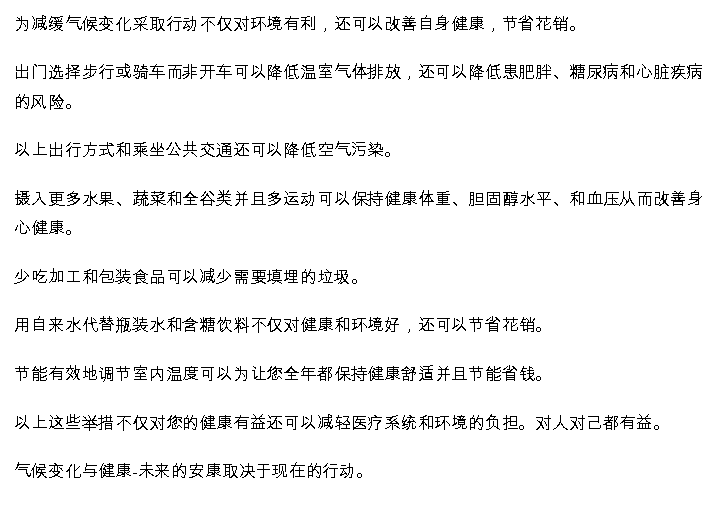 为减缓气候变化采取行动不仅对环境有利，还可以改善自身健康，节省花销。
出门选择步行或骑车而非开车可以降低温室气体排放，还可以降低患肥胖、糖尿病和心脏疾病
的风险。
以上出行方式和乘坐公共交通还可以降低空气污染。
摄入更多水果、蔬菜和全谷类并且多运动可以保持健康体重、胆固醇水平、和血压从而改善身
心健康。
少吃加工和包装食品可以减少需要填埋的垃圾。
用自来水代替瓶装水和含糖饮料不仅对健康和环境好，还可以节省花销。
节能有效地调节室内温度可以为让您全年都保持健康舒适并且节能省钱。
以上这些举措不仅对您的健康有益还可以减轻医疗系统和环境的负担。对人对己都有益。
气候变化与健康-未来的安康取决于现在的行动。